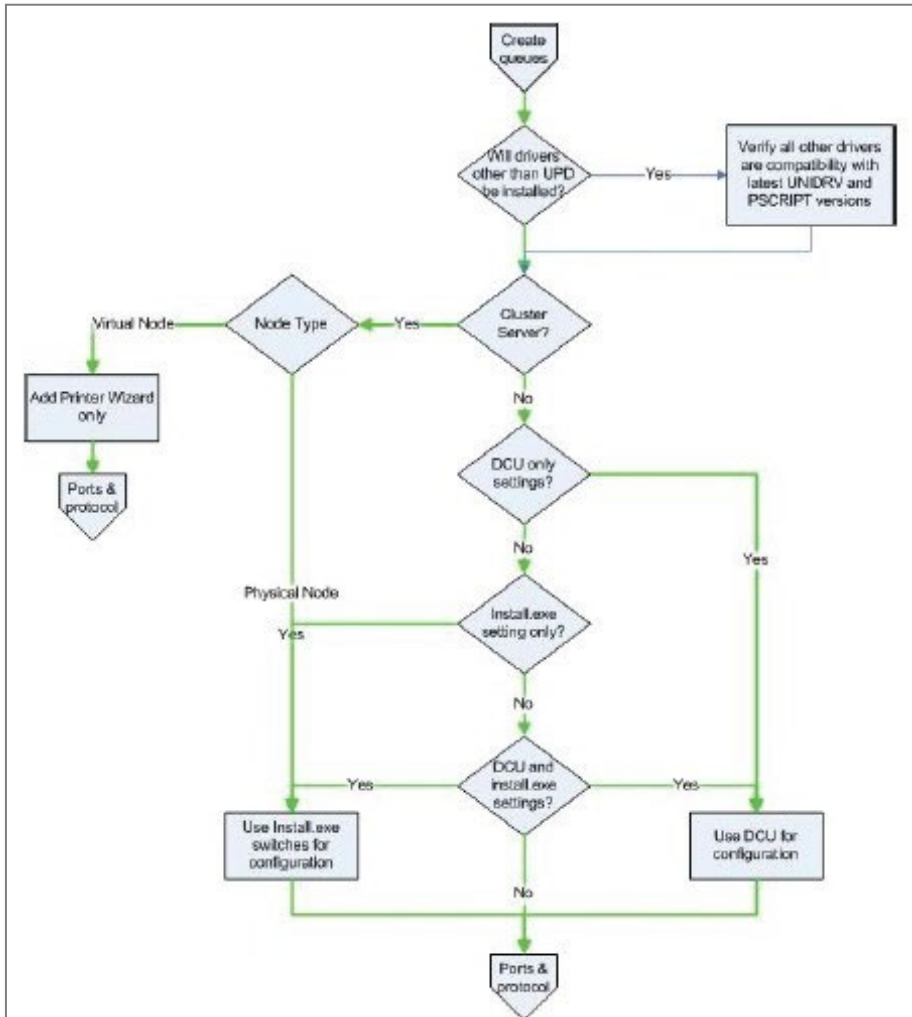 Create
queues
Will drivers
other than UPD
be installed?
Yes
Verify all other drivers
are compatibility with
latest UNIDRV and
PSCRIPT versions
Virtual Node
Node Type
Yes
Cluster
Server?
Add Printer Wizard
only
No
Ports &
protocol
DCU only
settings?
No
Yes
Physical Node
Yes
Install.exe
setting only?
No
Yes
DCU and
install.exe
settings?
Yes
Use Install.exe
switches for
configuration
Use DCU for
configuration
No
Ports &
protocol